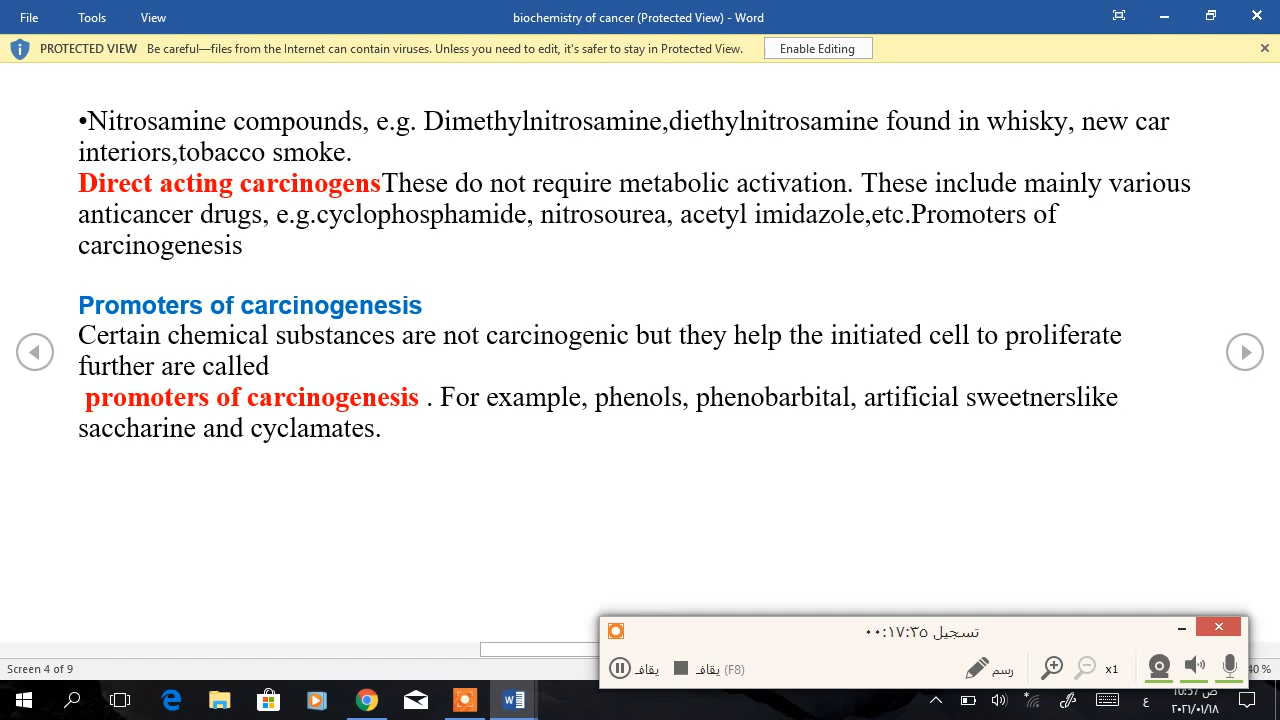 File Tools View biochemistry of cancer (Protected View) - Word
PROTECTED VIEW Be careful—files from the Internet can contain viruses. Unless you need to edit, it's safer to stay in Protected View. Enable Editing
•Nitrosamine compounds, e.g. Dimethylnitrosamine,diethylnitrosamine found in whisky, new car
interiors,tobacco smoke.
Direct acting carcinogensThese do not require metabolic activation. These include mainly various
anticancer drugs, e.g.cyclophosphamide, nitrosourea, acetyl imidazole,etc.Promoters of
carcinogenesis
Promoters of carcinogenesis
Certain chemical substances are not carcinogenic but they help the initiated cell to proliferate
further are called
promoters of carcinogenesis . For example, phenols, phenobarbital, artificial sweetnerslike
saccharine and cyclamates.
تسجيل ٠٠:١٧:٣٥
يقاف يقاف (F8) رسم x1
Screen 4 of 9
ع
٢٠٢١/٠١/١٨